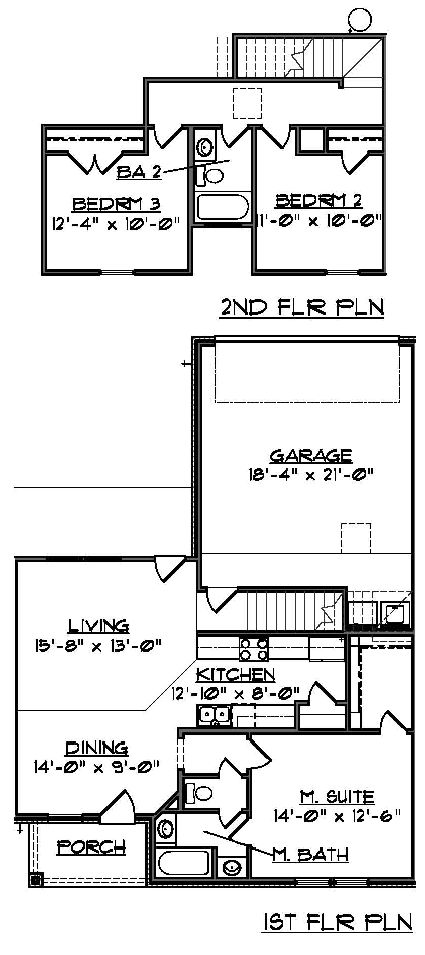 BA 2
BEDRM 3
12'-4" x 10'-0"
BEDRM 2
11'-0" x 10'-0"
2ND FLR PLN
GARAGE
18'-4" x 21'-0"
LIVING
15'-8" x 13'-0"
KITCHEN
12'-10" x 8'-0"
DINING
14'-0" x 9'-0"
M. SUITE
14'-0" x 12'-6"
PORCH
M. BATH
1ST FLR PLN